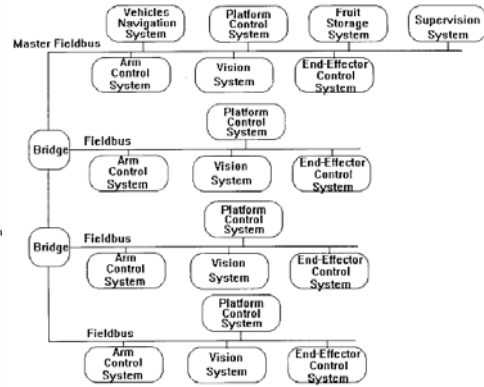 Vehicles
Navigation
System
Platform
Control
System
Fruit
Storage
System
Supervision
System
Master Fieldbus
Arm
Control
System
Vision
System
End-Effector
Control
System
Platform
Control
System
Bridge
Fieldbus
Arm
Control
System
Vision
System
End-Effector
Control
System
Platform
Control
System
Bridge
Fieldbus
Arm
Control
System
Vision
System
End-Effector
Control
System
Platform
Control
System
Fieldbus
Arm
Control
System
Vision
System
End-Effector
Control
System